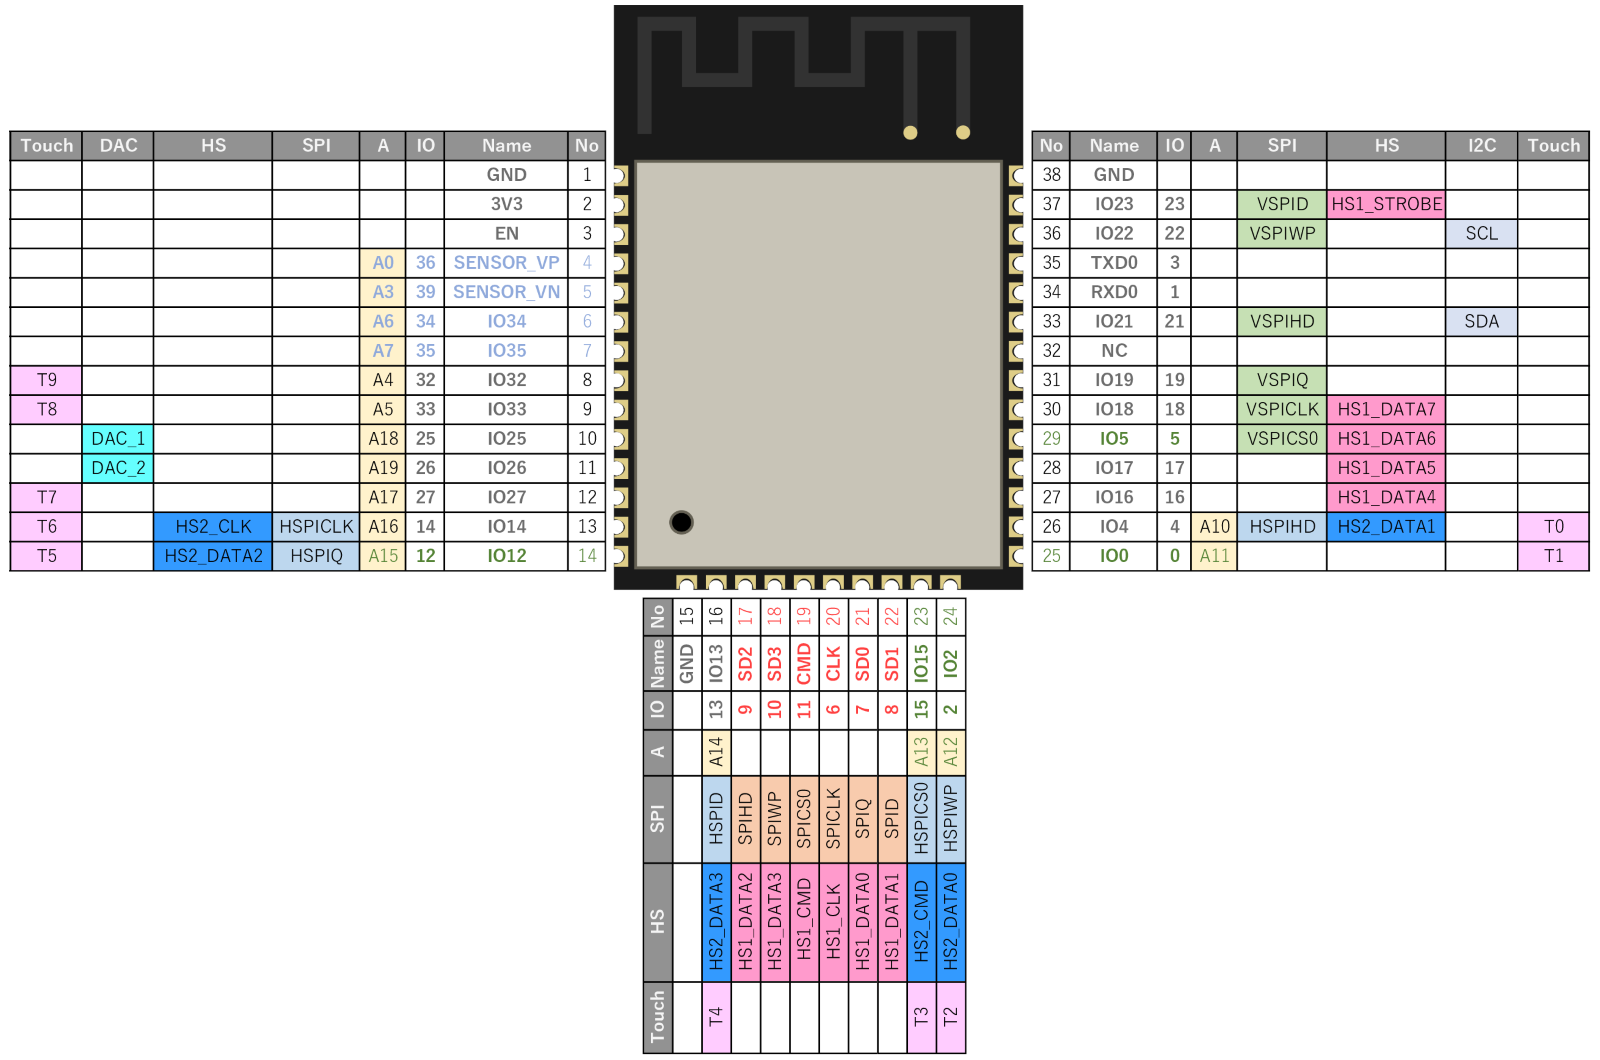 Touch DAC HS SPI A IO Name No
GND 1
3V3 2
EN 3
A0 36 SENSOR_VP 4
A3 39 SENSOR_VN 5
A6 34 IO34 6
A7 35 IO35 7
T9 A4 32 IO32 8
T8 A5 33 IO33 9
DAC_1 A18 25 IO25 10
DAC_2 A19 26 IO26 11
T7 A17 27 IO27 12
T6 HS2_CLK HSPICLK A16 14 IO14 13
T5 HS2_DATA2 HSPIQ A15 12 IO12 14
No Name IO A SPI HS I2C Touch
38 GND
37 IO23 23 VSPID HS1_STROBE
36 IO22 22 VSPIWP SCL
35 TXD0 3
34 RXD0 1
33 IO21 21 VSPIHD SDA
32 NC
31 IO19 19 VSPIQ
30 IO18 18 VSPICLK HS1_DATA7
29 IO5 5 VSPICS0 HS1_DATA6
28 IO17 17 HS1_DATA5
27 IO16 16 HS1_DATA4
26 IO4 4 A10 HSPIHD HS2_DATA1 T0
25 IO0 0 A11 T1
Touch HS SPI A IO Name No
GND 15
T4 HS2_DATA3 HSPID A14 13 IO13 16
HS1_DATA2 SPIHD 9 SD2 17
HS1_DATA3 SPIWP 10 SD3 18
HS1_CMD SPICS0 11 CMD 19
HS1_CLK SPICLK 6 CLK 20
HS1_DATA0 SPIQ 7 SD0 21
HS1_DATA1 SPID 8 SD1 22
T3 HS2_CMD HSPICS0 A13 15 IO15 23
T2 HS2_DATA0 HSPIWP A12 2 IO2 24